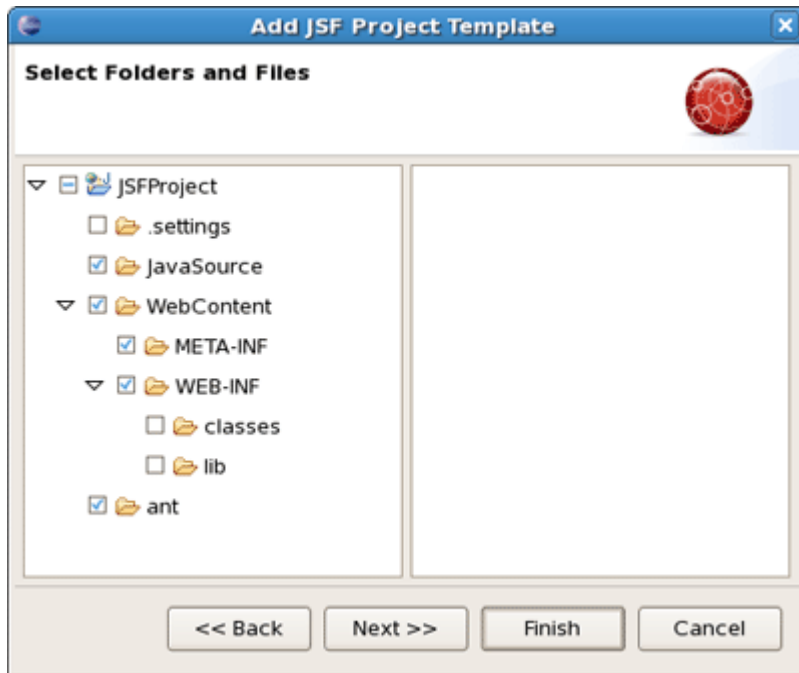 Add JSF Project Template
Select Folders and Files
JSFProject
.settings
JavaSource
WebContent
META-INF
WEB-INF
classes
lib
ant
<< Back Next >> Finish Cancel